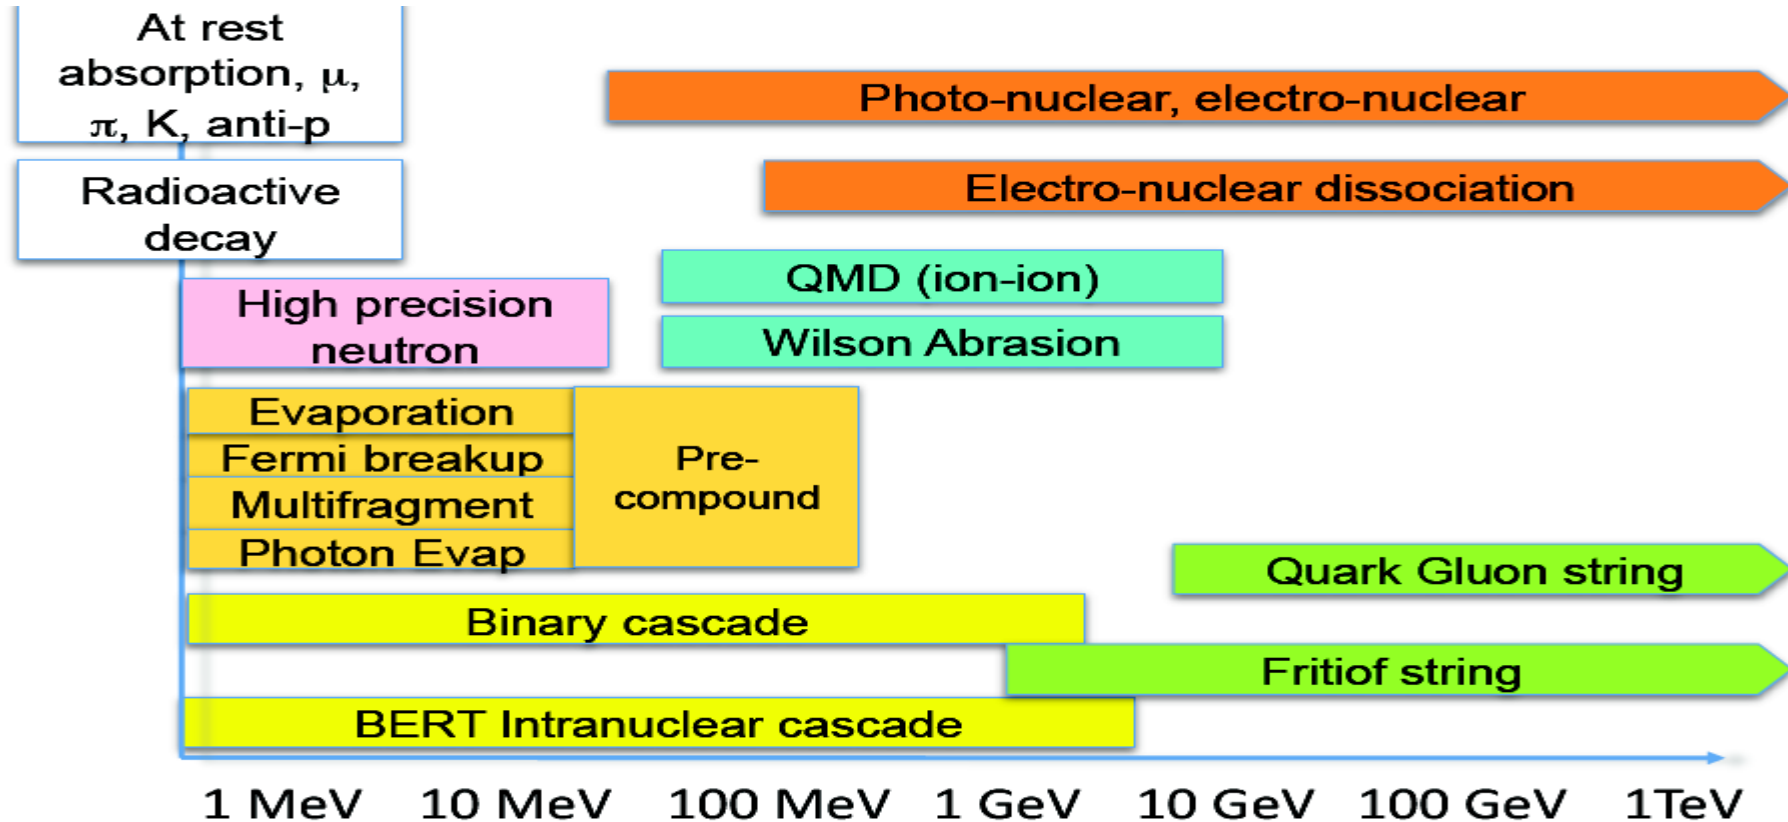 At rest
absorption, μ,
π, K, anti-p
Photo-nuclear, electro-nuclear
Radioactive
decay
Electro-nuclear dissociation
QMD (ion-ion)
High precision
neutron
Wilson Abrasion
Evaporation
Fermi breakup
Multifragment
Photon Evap
Pre-
compound
Quark Gluon string
Binary cascade
Fritiof string
BERT Intranuclear cascade
1 MeV 10 MeV 100 MeV 1 GeV 10 GeV 100 GeV 1TeV